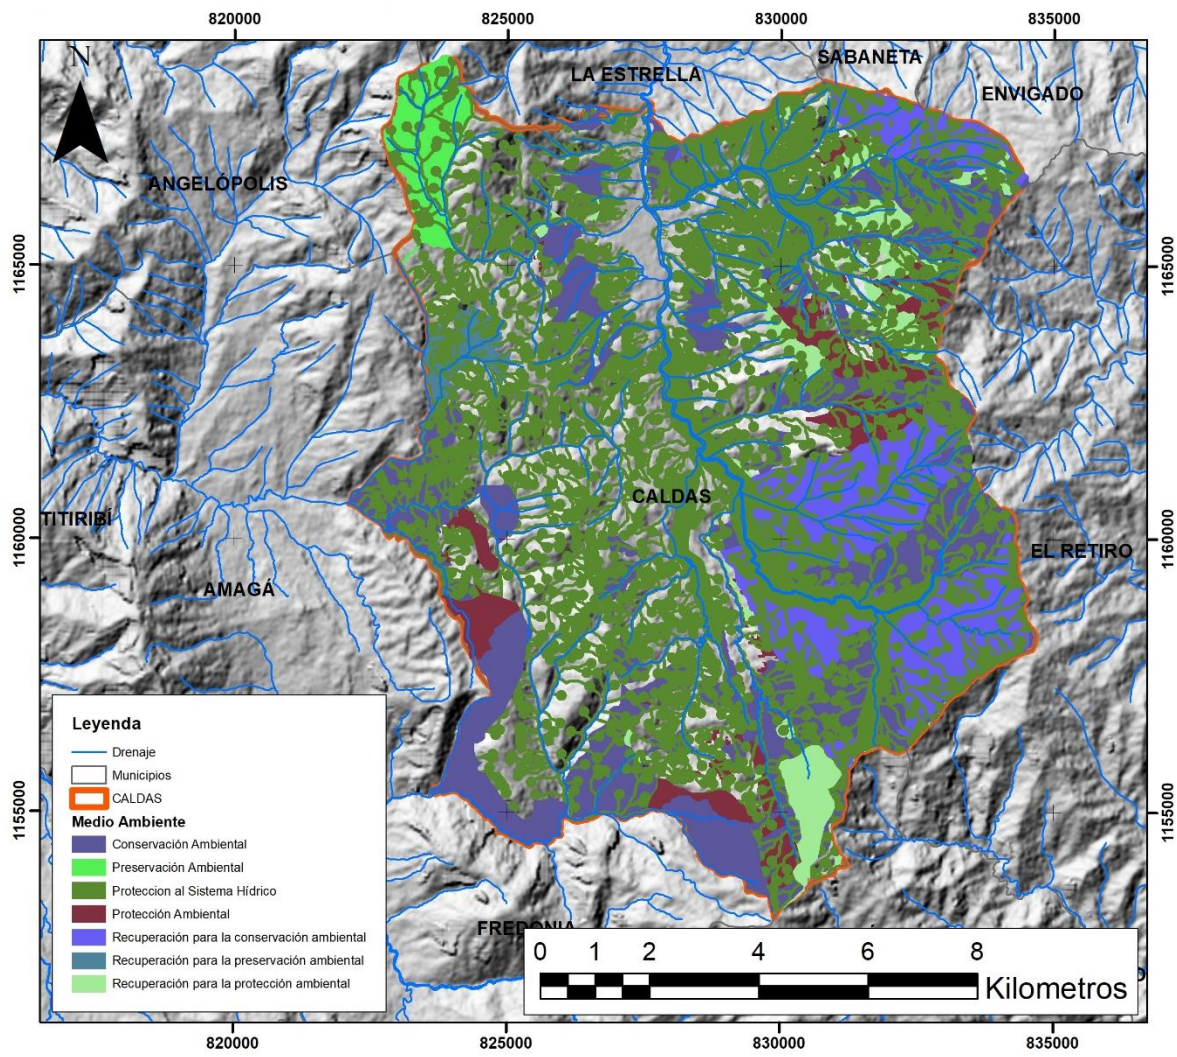 820000 825000 830000 835000
N
SABANETA
LA ESTRELLA
ENVIGADO
ANGELÓPOLIS
1165000 1165000
CALDAS
TITIRIBÍ
1160000 1160000
EL RETIRO
AMAGÁ
Leyenda
Drenaje
Municipios
CALDAS
Medio Ambiente
Conservación Ambiental
Preservación Ambiental
Proteccion al Sistema Hídrico
Protección Ambiental
Recuperación para la conservación ambiental
Recuperación para la preservación ambiental
Recuperación para la protección ambiental
1155000 1155000
FREDONIA
0 1 2 4 6 8
Kilometros
820000 825000 830000 835000